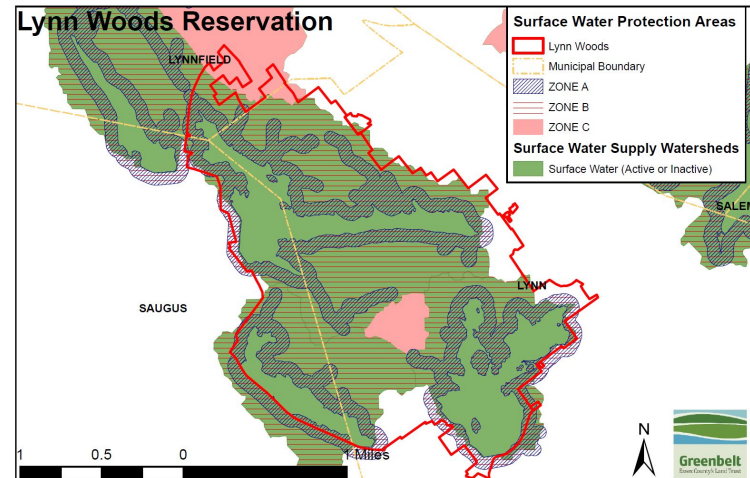 Lynn Woods Reservation
LYNNFIELD
SAUGUS
LYNN
SALEM
Surface Water Protection Areas
Lynn Woods
Municipal Boundary
ZONE A
ZONE B
ZONE C
Surface Water Supply Watersheds
Surface Water (Active or Inactive)
1 0.5 0 1 Miles
N
Greenbelt
Essex County's Land Trust